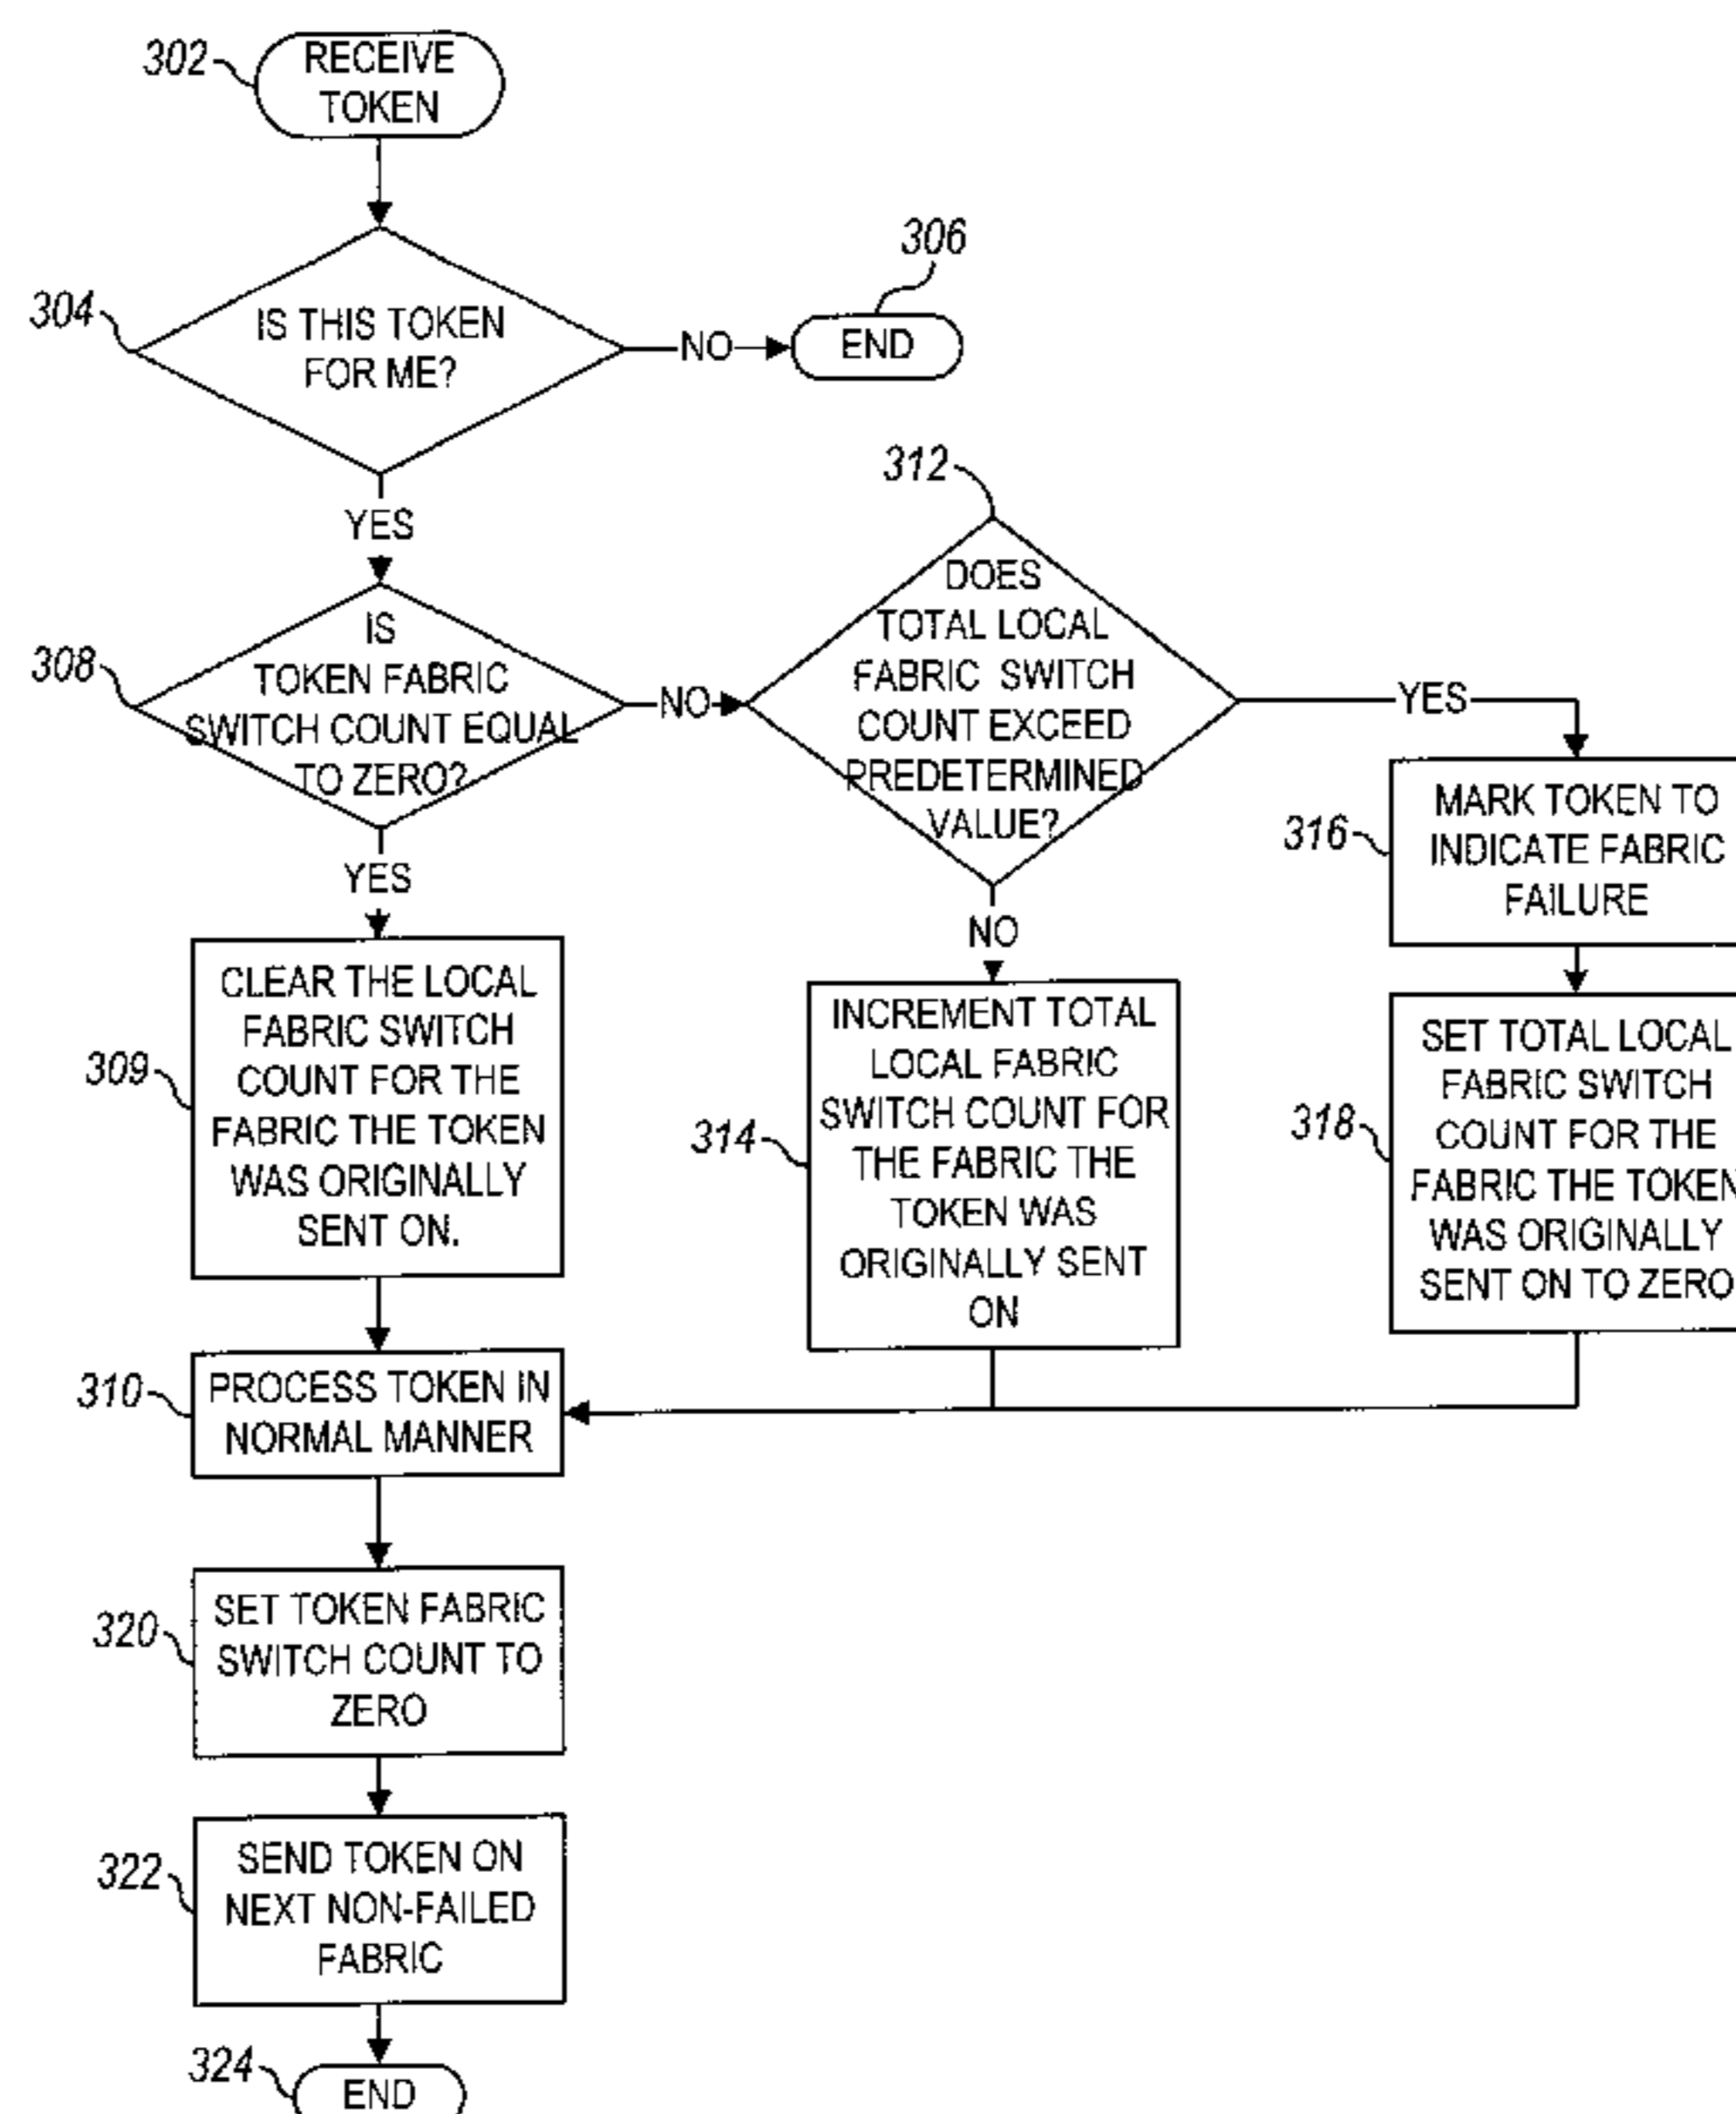 302
RECEIVE
TOKEN
304
IS THIS TOKEN
FOR ME?
NO
306
END
YES
308
IS
TOKEN FABRIC
SWITCH COUNT EQUAL
TO ZERO?
NO
312
DOES
TOTAL LOCAL
FABRIC SWITCH
COUNT EXCEED
PREDETERMINED
VALUE?
YES
316
MARK TOKEN TO
INDICATE FABRIC
FAILURE
YES
NO
309
CLEAR THE LOCAL
FABRIC SWITCH
COUNT FOR THE
FABRIC THE TOKEN
WAS ORIGINALLY
SENT ON.
314
INCREMENT TOTAL
LOCAL FABRIC
SWITCH COUNT FOR
THE FABRIC THE
TOKEN WAS
ORIGINALLY SENT
ON
318
SET TOTAL LOCAL
FABRIC SWITCH
COUNT FOR THE
FABRIC THE TOKEN
WAS ORIGINALLY
SENT ON TO ZERO
310
PROCESS TOKEN IN
NORMAL MANNER
320
SET TOKEN FABRIC
SWITCH COUNT TO
ZERO
322
SEND TOKEN ON
NEXT NON-FAILED
FABRIC
324
END